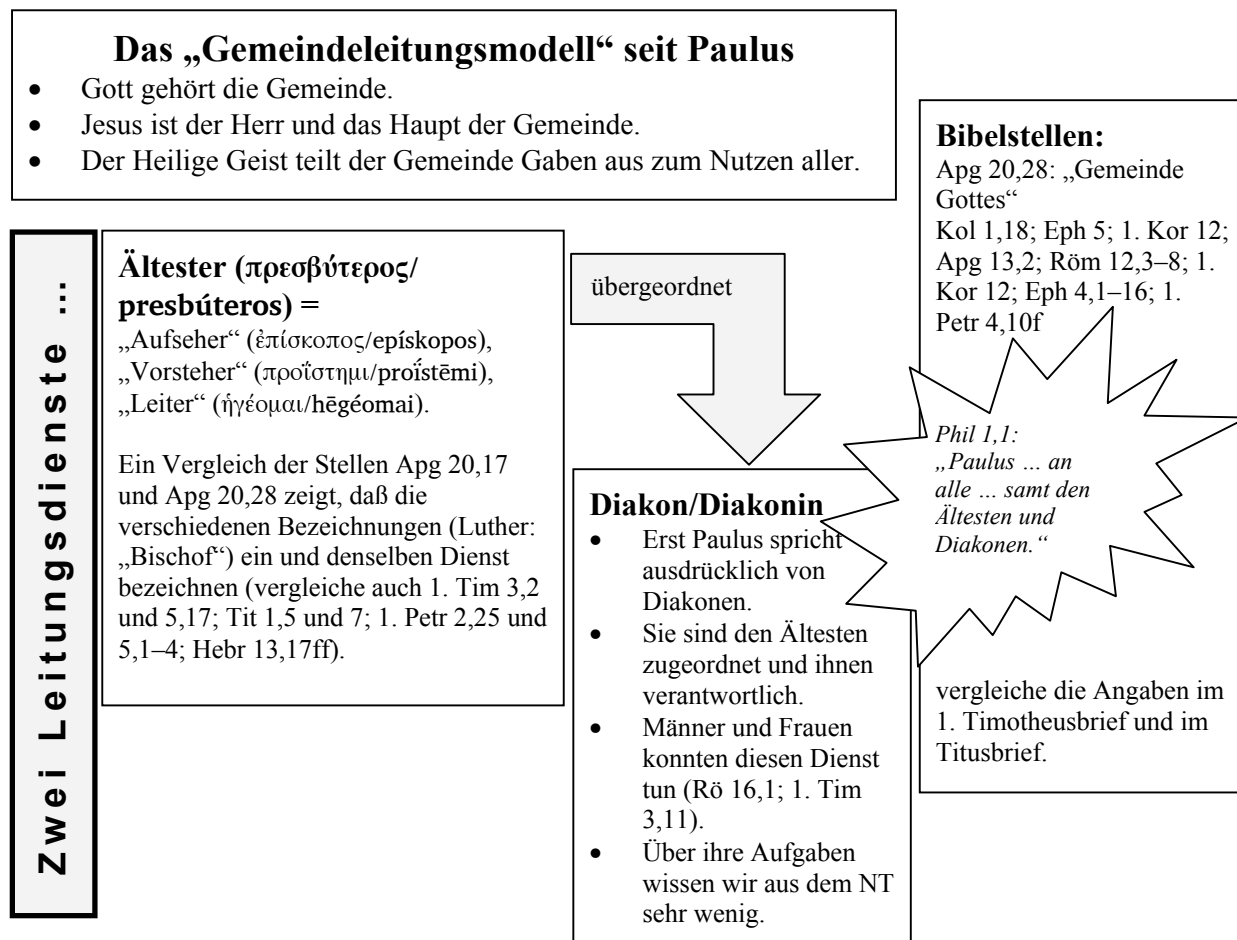 Das „Gemeindeleitungsmodell“ seit Paulus
• Gott gehört die Gemeinde.
• Jesus ist der Herr und das Haupt der Gemeinde.
• Der Heilige Geist teilt der Gemeinde Gaben aus zum Nutzen aller.
Zwei Leitungsdienste …
Ältester (πρεσβύτερος/
presbúteros) =
„Aufseher“ (ἐπίσκοπος/epískopos),
„Vorsteher“ (προΐστημι/proḯstēmi),
„Leiter“ (ἡγέομαι/hēgéomai).
Ein Vergleich der Stellen Apg 20,17
und Apg 20,28 zeigt, daß die
verschiedenen Bezeichnungen (Luther:
„Bischof“) ein und denselben Dienst
bezeichnen (vergleiche auch 1. Tim 3,2
und 5,17; Tit 1,5 und 7; 1. Petr 2,25 und
5,1–4; Hebr 13,17ff).
übergeordnet
Diakon/Diakonin
• Erst Paulus spricht
ausdrücklich von
Diakonen.
• Sie sind den Ältesten
zugeordnet und ihnen
verantwortlich.
• Männer und Frauen
konnten diesen Dienst
tun (Rö 16,1; 1. Tim
3,11).
• Über ihre Aufgaben
wissen wir aus dem NT
sehr wenig.
Bibelstellen:
Apg 20,28: „Gemeinde
Gottes“
Kol 1,18; Eph 5; 1. Kor 12;
Apg 13,2; Röm 12,3–8; 1.
Kor 12; Eph 4,1–16; 1.
Petr 4,10f
Phil 1,1:
„Paulus … an
alle … samt den
Ältesten und
Diakonen.“
vergleiche die Angaben im
1. Timotheusbrief und im
Titusbrief.